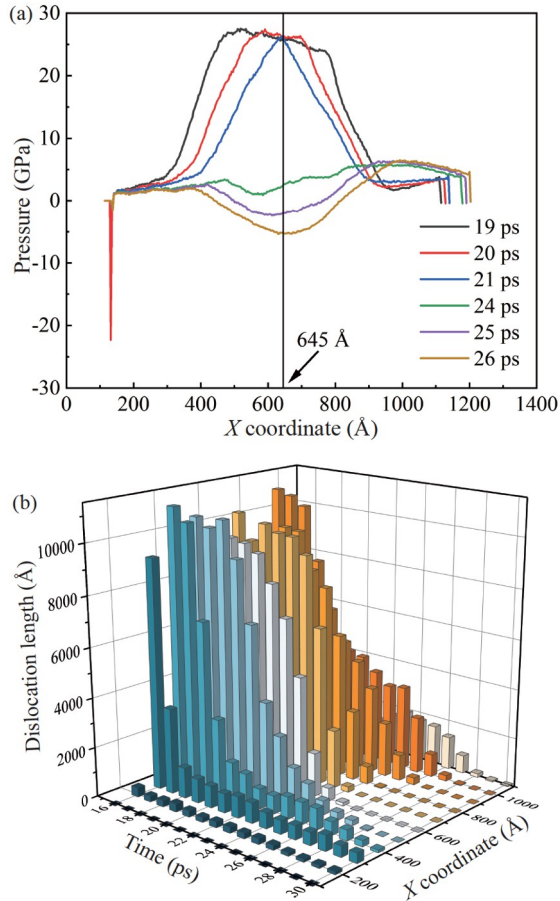 (a)
30
20
10
0
-10
-20
-30
Pressure (GPa)
19 ps
20 ps
21 ps
24 ps
25 ps
26 ps
645 Å
0 200 400 600 800 1000 1200 1400
X coordinate (Å)
(b)
10000
8000
6000
4000
2000
0
Dislocation length (Å)
16 18 20 22 24 26 28 30
Time (ps)
200 400 600 800 1000
X coordinate (Å)